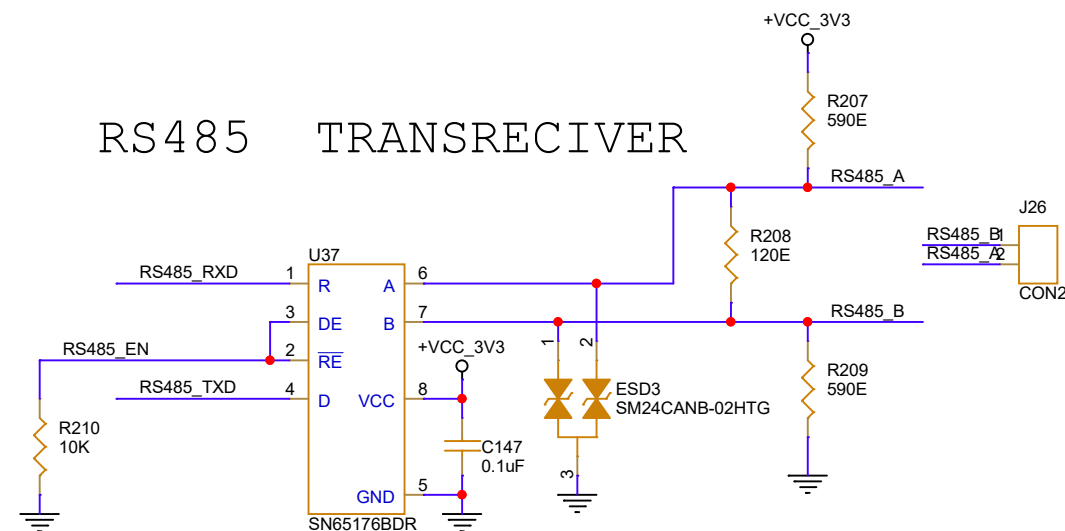 +VCC_3V3
R207
590E
RS485 TRANSRECIVER
RS485_A
J26
RS485_B 1
RS485_A 2
CON2
R208
120E
U37
RS485_RXD 1 R A 6
3 DE B 7
RS485_B
RS485_EN 2 RE
+VCC_3V3
1 2
RS485_TXD 4 D VCC 8
ESD3
SM24CANB-02HTG
R209
590E
R210
10K
C147
0.1uF
3
GND 5
SN65176BDR